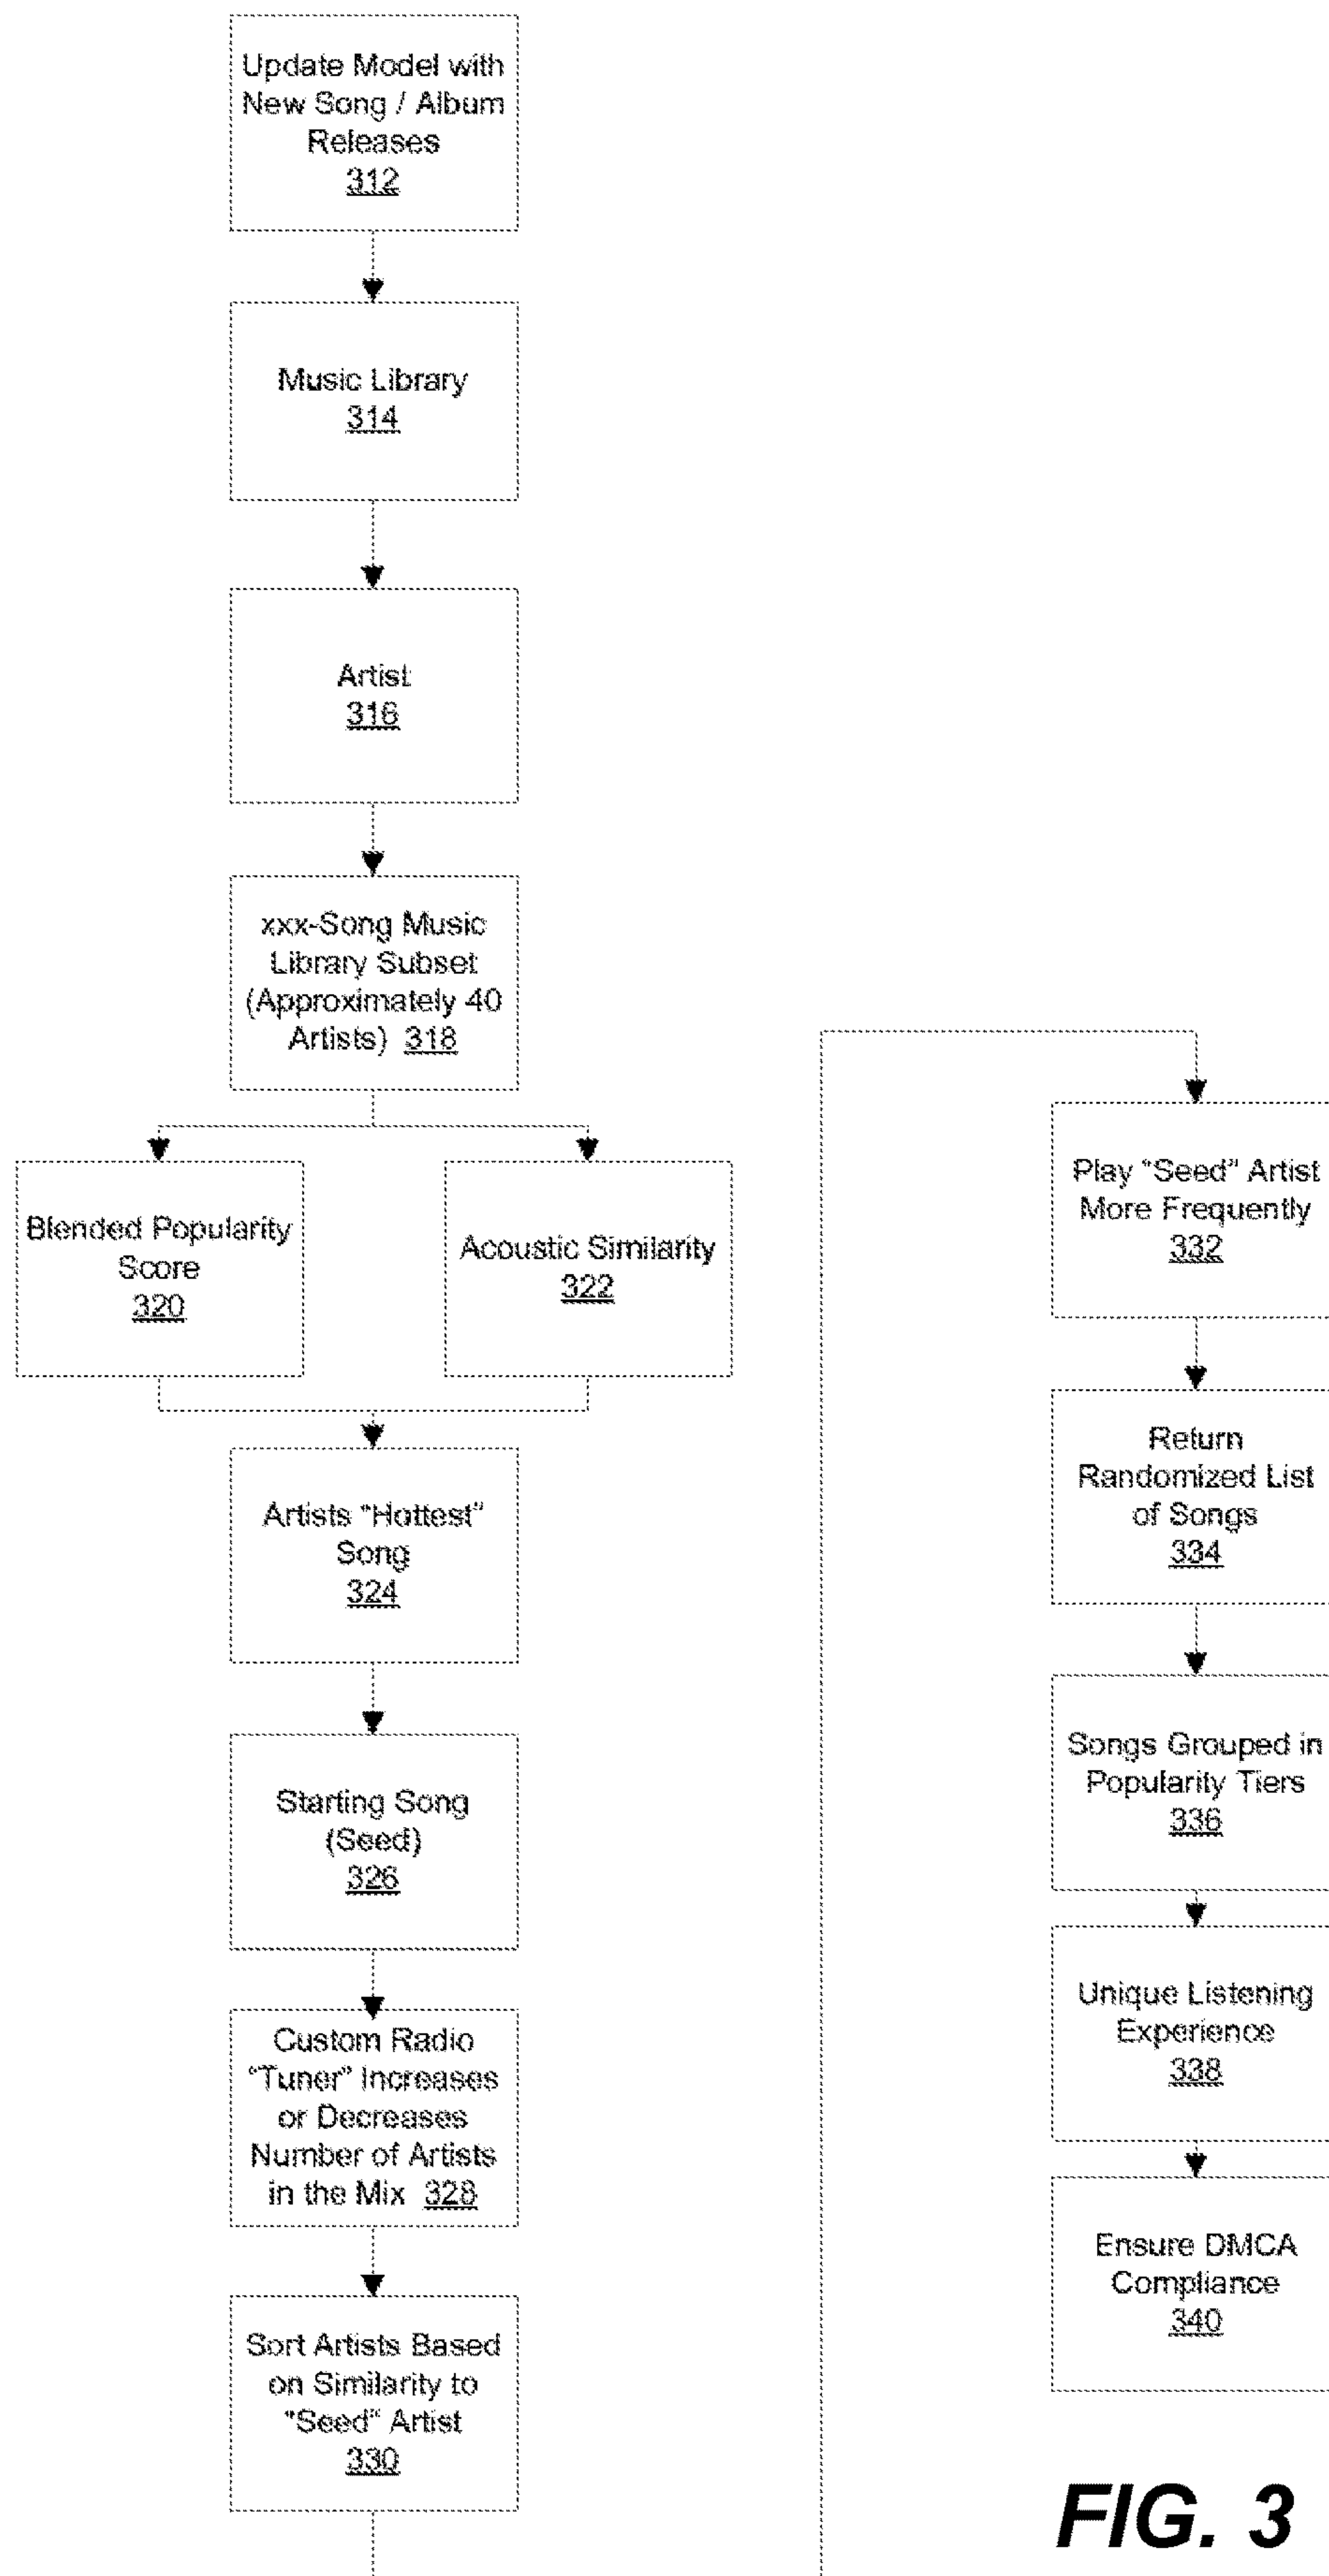 Update Model with
New Song / Album
Releases
312
Music Library
314
Artist
316
xxx-Song Music
Library Subset
(Approximately 40
Artists) 318
Blended Popularity
Score
320
Acoustic Similarity
322
Artists “Hottest”
Song
324
Starting Song
(Seed)
326
Custom Radio
“Tuner” Increases
or Decreases
Number of Artists
in the Mix 328
Sort Artists Based
on Similarity to
“Seed” Artist
330
Play “Seed” Artist
More Frequently
332
Return
Randomized List
of Songs
334
Songs Grouped in
Popularity Tiers
336
Unique Listening
Experience
338
Ensure DMCA
Compliance
340
FIG. 3